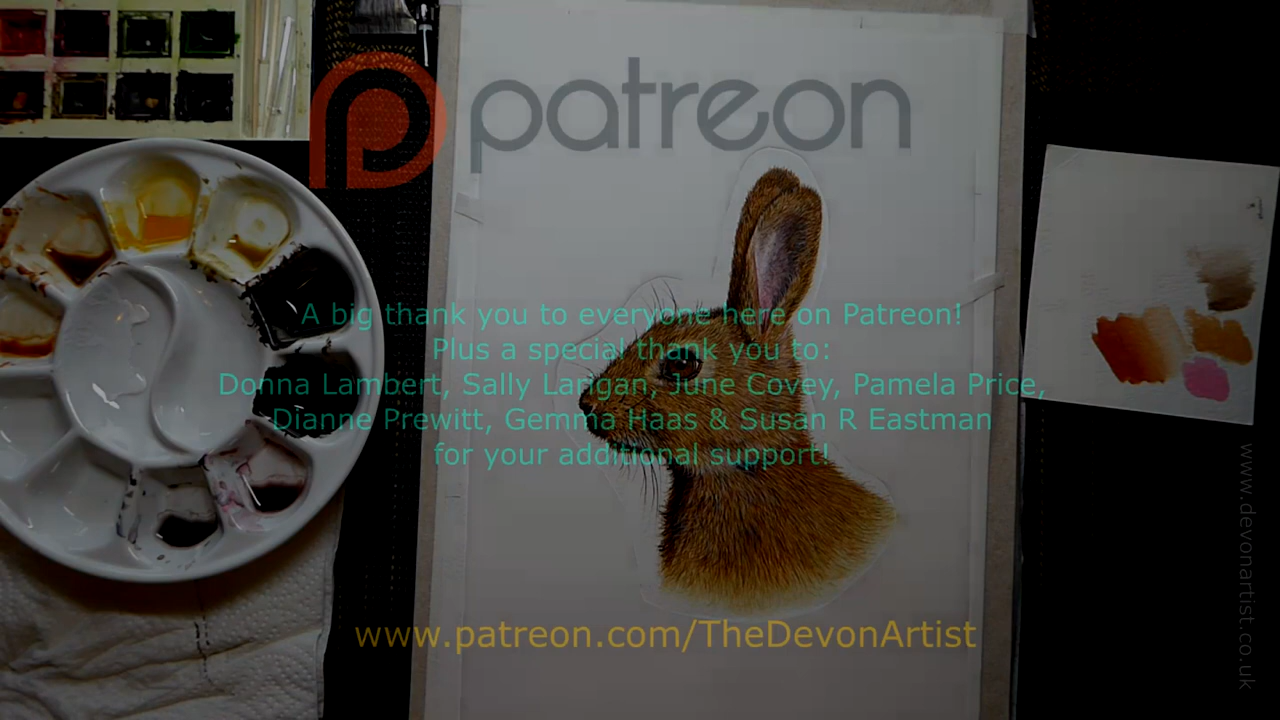 patreon
A big thank you to everyone here on Patreon!
Plus a special thank you to:
Donna Lambert, Sally Langan, June Covey, Pamela Price,
Dianne Prewitt, Gemma Haas & Susan R Eastman
for your additional support!
www.patreon.com/TheDevonArtist
www.devonartist.co.uk